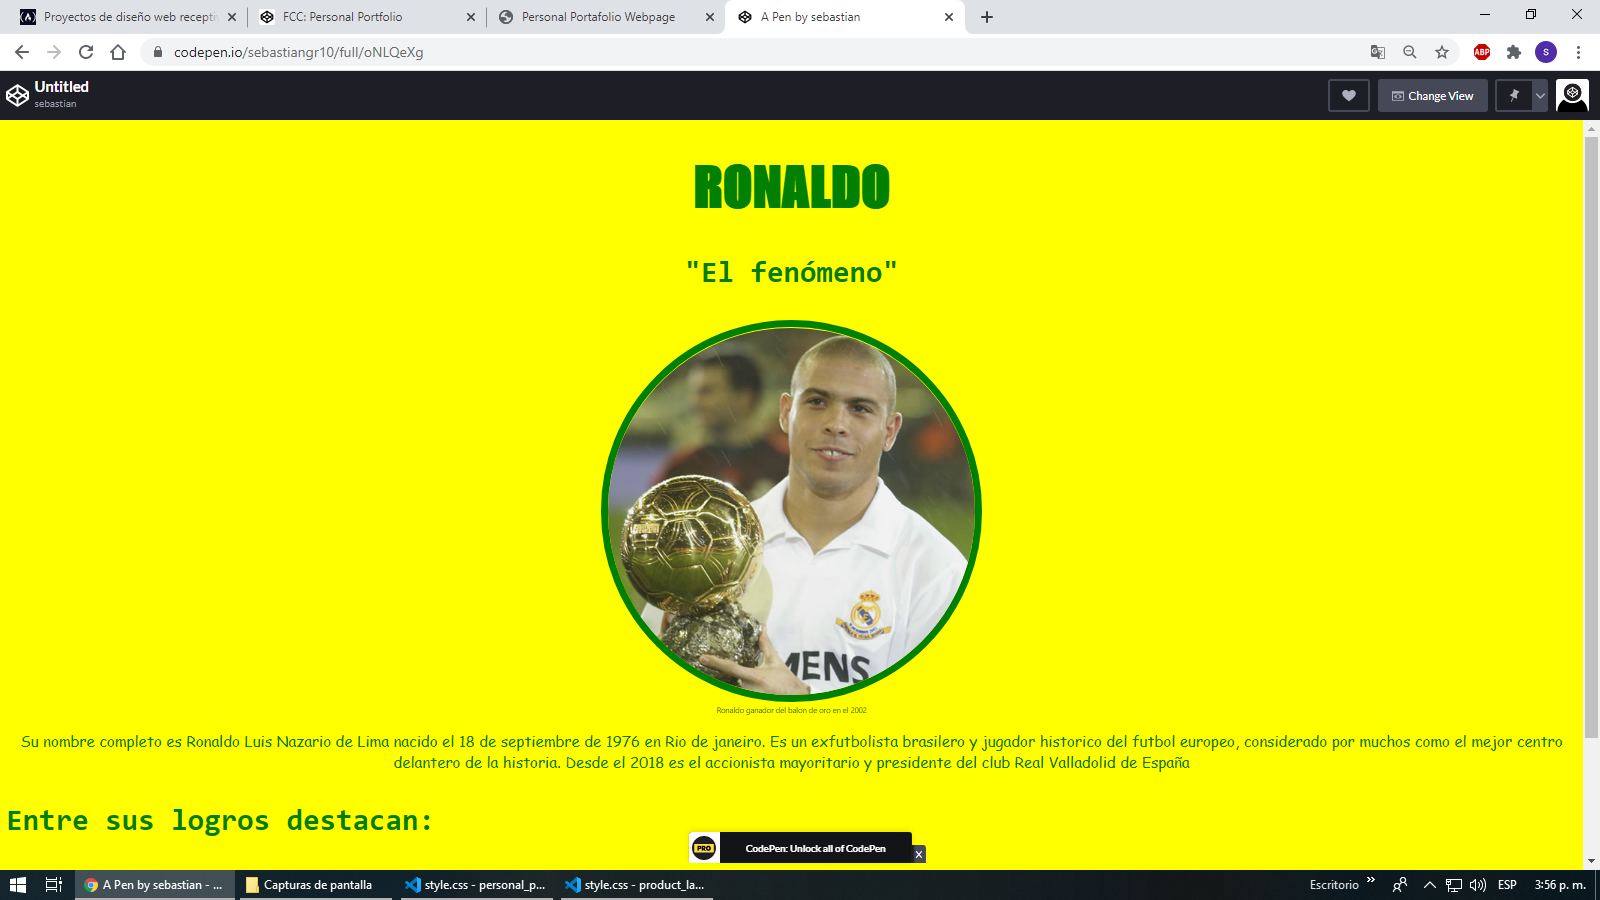 Proyectos de diseño web recepti
FCC: Personal Portfolio
Personal Portafolio Webpage
A Pen by sebastian
codepen.io/sebastiangr10/full/oNLQeXg
ABP
S
Untitled
sebastian
Change View
RONALDO
"El fenómeno"
MENS
Ronaldo ganador del balon de oro en el 2002
Su nombre completo es Ronaldo Luis Nazario de Lima nacido el 18 de septiembre de 1976 en Rio de janeiro. Es un exfutbolista brasilero y jugador historico del futbol europeo, considerado por muchos como el mejor centro
delantero de la historia. Desde el 2018 es el accionista mayoritario y presidente del club Real Valladolid de España
Entre sus logros destacan:
PRO
CodePen: Unlock all of CodePen
A Pen by sebastian - ...
Capturas de pantalla
style.css - personal_p...
style.css - product_la...
Escritorio
ESP
3:56 p. m.